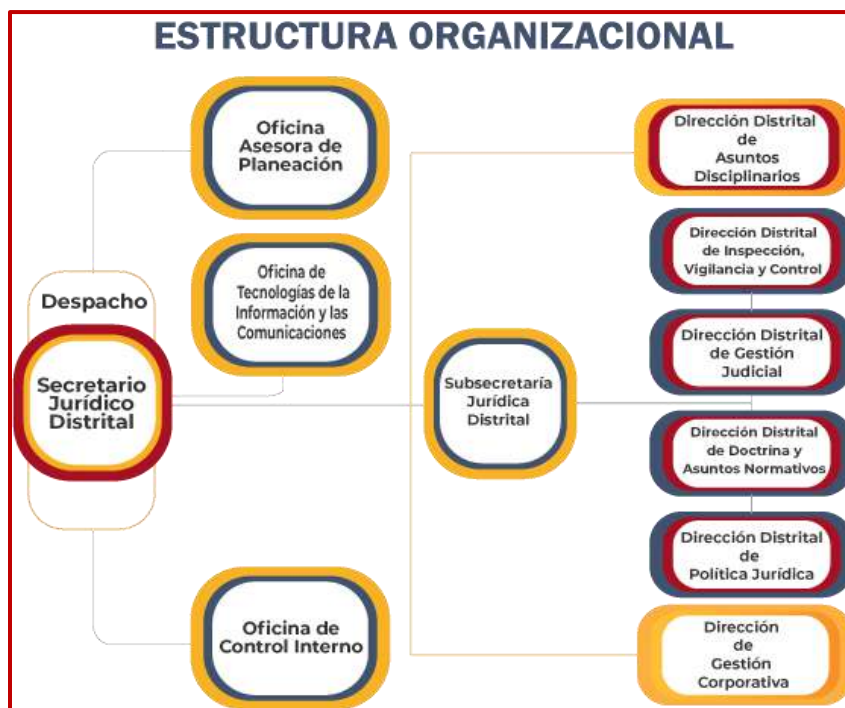 ESTRUCTURA ORGANIZACIONAL
Oficina
Asesora de
Planeación
Oficina de
Tecnologías de la
Información y las
Comunicaciones
Despacho
Secretario
Jurídico
Distrital
Oficina de
Control Interno
Subsecretaría
Jurídica
Distrital
Dirección Distrital
de
Asuntos
Disciplinarios
Dirección Distrital
de Inspección,
Vigilancia y Control
Dirección Distrital
de Gestión
Judicial
Dirección Distrital
de Doctrina y
Asuntos Normativos
Dirección Distrital
de
Política Jurídica
Dirección
de
Gestión
Corporativa